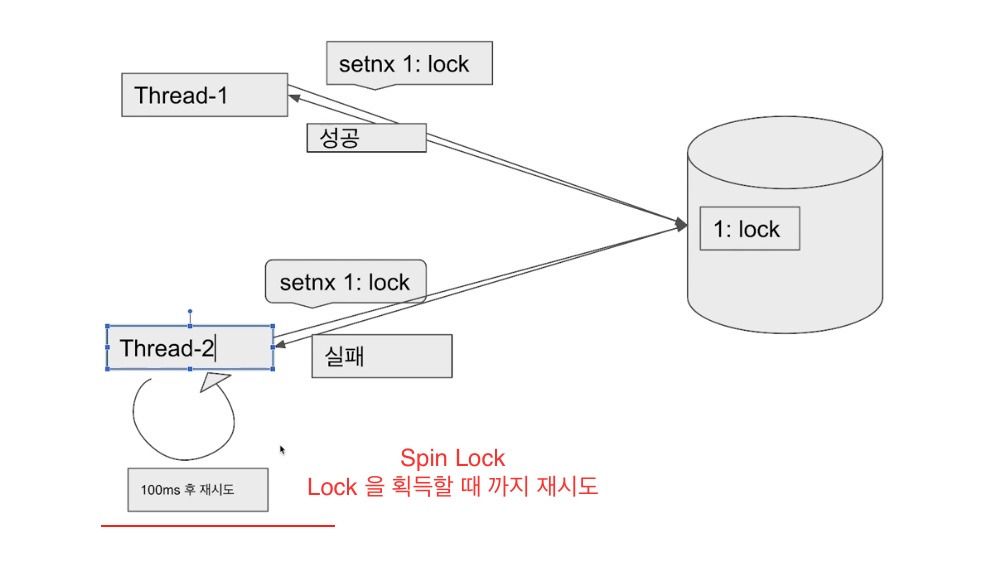 setnx 1: lock
Thread-1
성공
1: lock
setnx 1: lock
Thread-2
실패
100ms 후 재시도
Spin Lock
Lock 을 획득할 때 까지 재시도